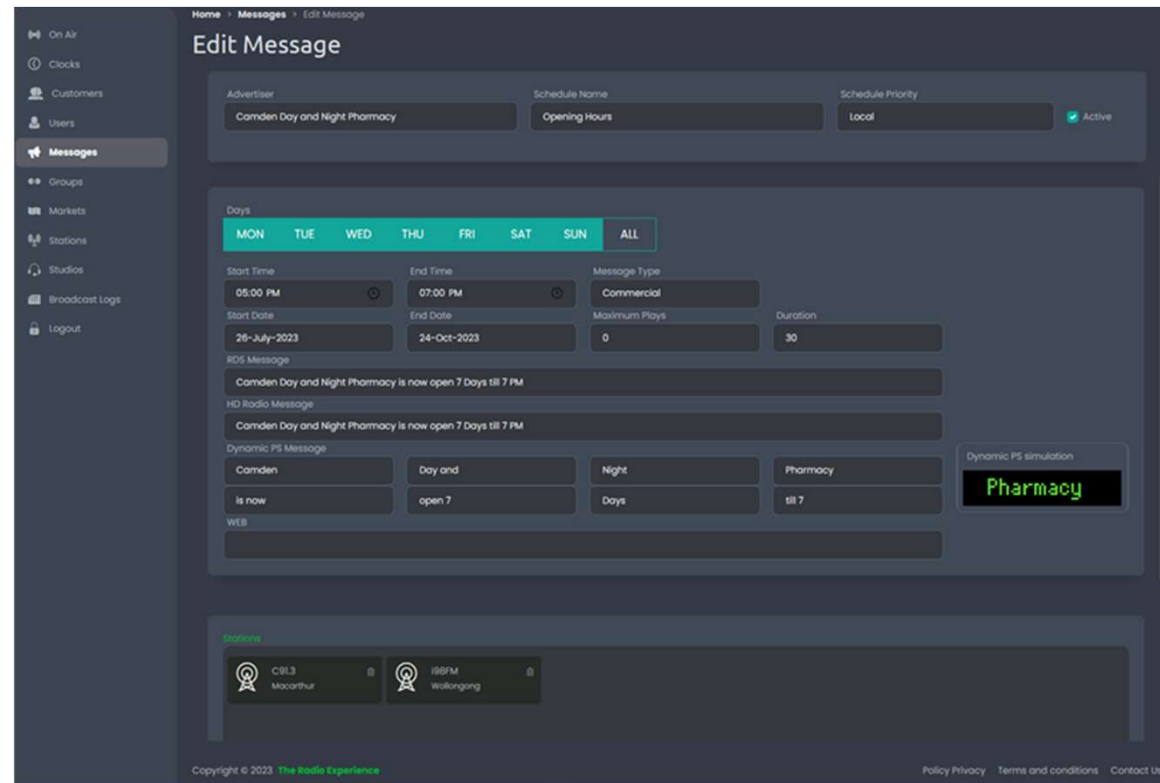 Home > Messages > Edit Message
Edit Message
On Air
Clocks
Customers
Users
Messages
Groups
Markets
Stations
Studios
Broadcast Logs
Logout
Advertiser Schedule Name Schedule Priority
Camden Day and Night Pharmacy Opening Hours Local Active
Days
MON TUE WED THU FRI SAT SUN ALL
Start Time End Time Message Type
05:00 PM 07:00 PM Commercial
Start Date End Date Maximum Plays Duration
26-July-2023 24-Oct-2023 0 30
RDS Message
Camden Day and Night Pharmacy is now open 7 Days till 7 PM
HD Radio Message
Camden Day and Night Pharmacy is now open 7 Days till 7 PM
Dynamic PS Message
Camden Day and Night Pharmacy
is now open 7 Days till 7
Dynamic PS simulation
Pharmacy
WEB
Stations
C91.3 i98FM
Macarthur Wollongong
Copyright © 2023 The Radio Experience Policy Privacy Terms and conditions Contact Us